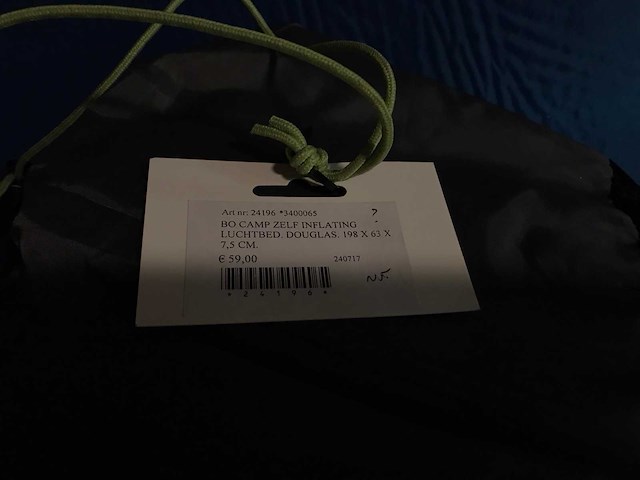 Art nr: 24196 *3400065 ?
BO CAMP ZELF INFLATING
LUCHTBED. DOUGLAS. 198 X 63 X
7,5 CM.
€ 59,00 240717
* 2 4 1 9 6 *